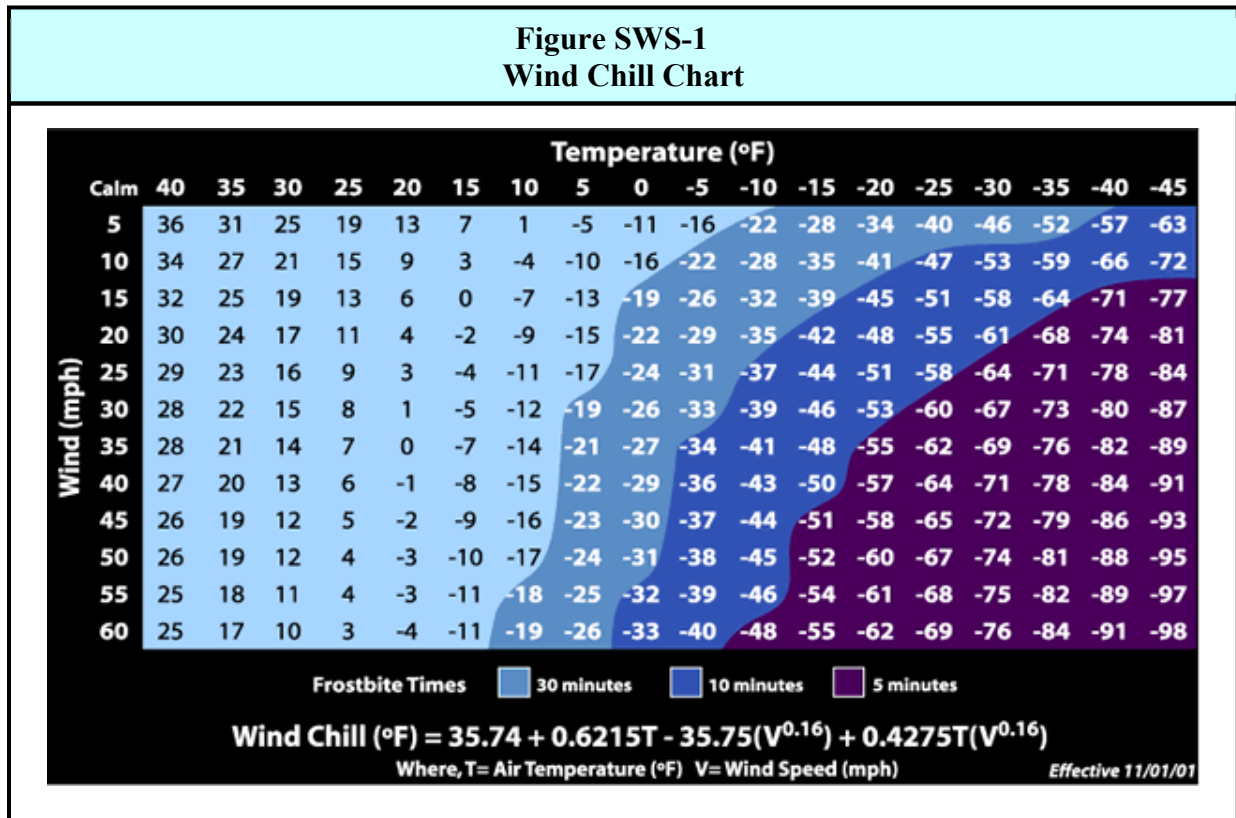 Figure SWS-1
Wind Chill Chart
Temperature (ºF)
Calm 40 35 30 25 20 15 10 5 0 -5 -10 -15 -20 -25 -30 -35 -40 -45
5 36 31 25 19 13 7 1 -5 -11 -16 -22 -28 -34 -40 -46 -52 -57 -63
10 34 27 21 15 9 3 -4 -10 -16 -22 -28 -35 -41 -47 -53 -59 -66 -72
15 32 25 19 13 6 0 -7 -13 -19 -26 -32 -39 -45 -51 -58 -64 -71 -77
20 30 24 17 11 4 -2 -9 -15 -22 -29 -35 -42 -48 -55 -61 -68 -74 -81
25 29 23 16 9 3 -4 -11 -17 -24 -31 -37 -44 -51 -58 -64 -71 -78 -84
30 28 22 15 8 1 -5 -12 -19 -26 -33 -39 -46 -53 -60 -67 -73 -80 -87
35 28 21 14 7 0 -7 -14 -21 -27 -34 -41 -48 -55 -62 -69 -76 -82 -89
40 27 20 13 6 -1 -8 -15 -22 -29 -36 -43 -50 -57 -64 -71 -78 -84 -91
45 26 19 12 5 -2 -9 -16 -23 -30 -37 -44 -51 -58 -65 -72 -79 -86 -93
50 26 19 12 4 -3 -10 -17 -24 -31 -38 -45 -52 -60 -67 -74 -81 -88 -95
55 25 18 11 4 -3 -11 -18 -25 -32 -39 -46 -54 -61 -68 -75 -82 -89 -97
60 25 17 10 3 -4 -11 -19 -26 -33 -40 -48 -55 -62 -69 -76 -84 -91 -98
Wind (mph)
Frostbite Times 30 minutes 10 minutes 5 minutes
Wind Chill (ºF) = 35.74 + 0.6215T - 35.75(V^0.16) + 0.4275T(V^0.16)
Where, T= Air Temperature (ºF) V= Wind Speed (mph) Effective 11/01/01